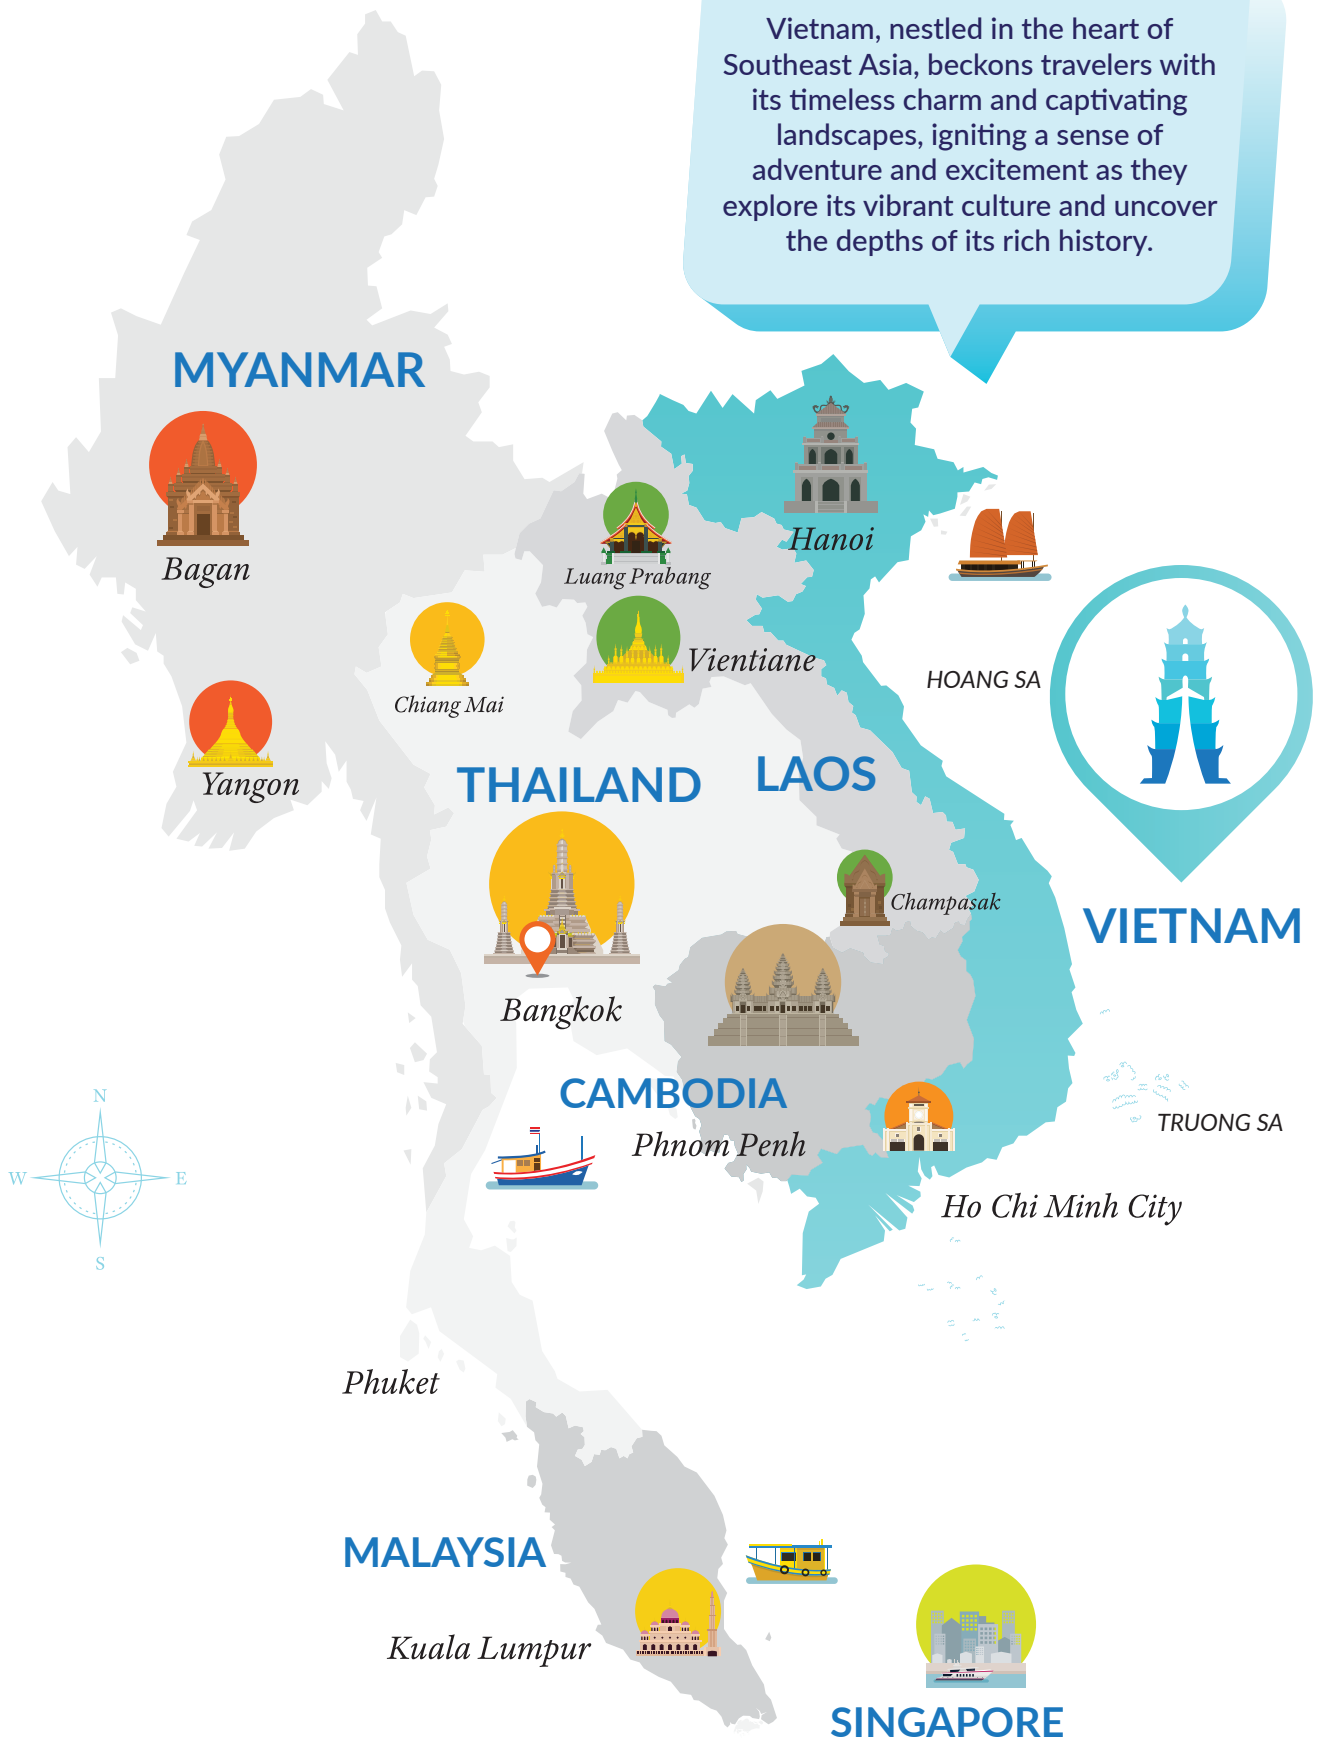 Vietnam, nestled in the heart of
Southeast Asia, beckons travelers with
its timeless charm and captivating
landscapes, igniting a sense of
adventure and excitement as they
explore its vibrant culture and uncover
the depths of its rich history.
MYANMAR
Bagan
Hanoi
Luang Prabang
Vientiane
HOANG SA
Chiang Mai
Yangon
THAILAND
LAOS
Champasak
VIETNAM
Bangkok
CAMBODIA
Phnom Penh
TRUONG SA
N
W
E
S
Ho Chi Minh City
Phuket
MALAYSIA
Kuala Lumpur
SINGAPORE